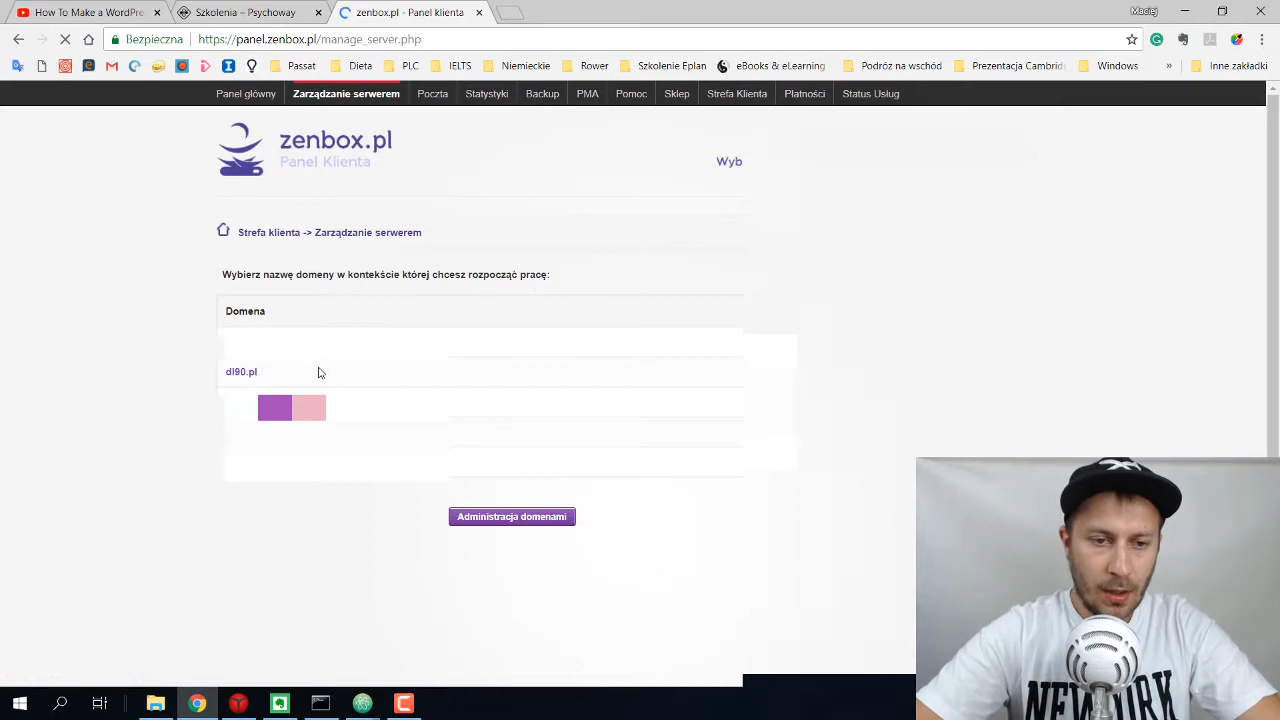 How To Make a WordPre
Szkolenia – Psychoway
zenbox.pl - Panel klienta
Maciej
Bezpieczna
https://panel.zenbox.pl/manage_server.php
Passat
Dieta
PLC
IELTS
Niemieckie
Rower
Szkolenie Eplan
eBooks & elearning
Podróż na wschód
Prezentacja Cambrid
Windows
Inne zakładki
Panel główny
Zarządzanie serwerem
Poczta
Statystyki
Backup
PMA
Pomoc
Sklep
Strefa Klienta
Płatności
Status Usług
zenbox.pl
Panel Klienta
Wyb
Strefa klienta -> Zarządzanie serwerem
Wybierz nazwę domeny w kontekście której chcesz rozpocząć pracę:
Domena
dl90.pl
Administracja domenami
NEW YORK